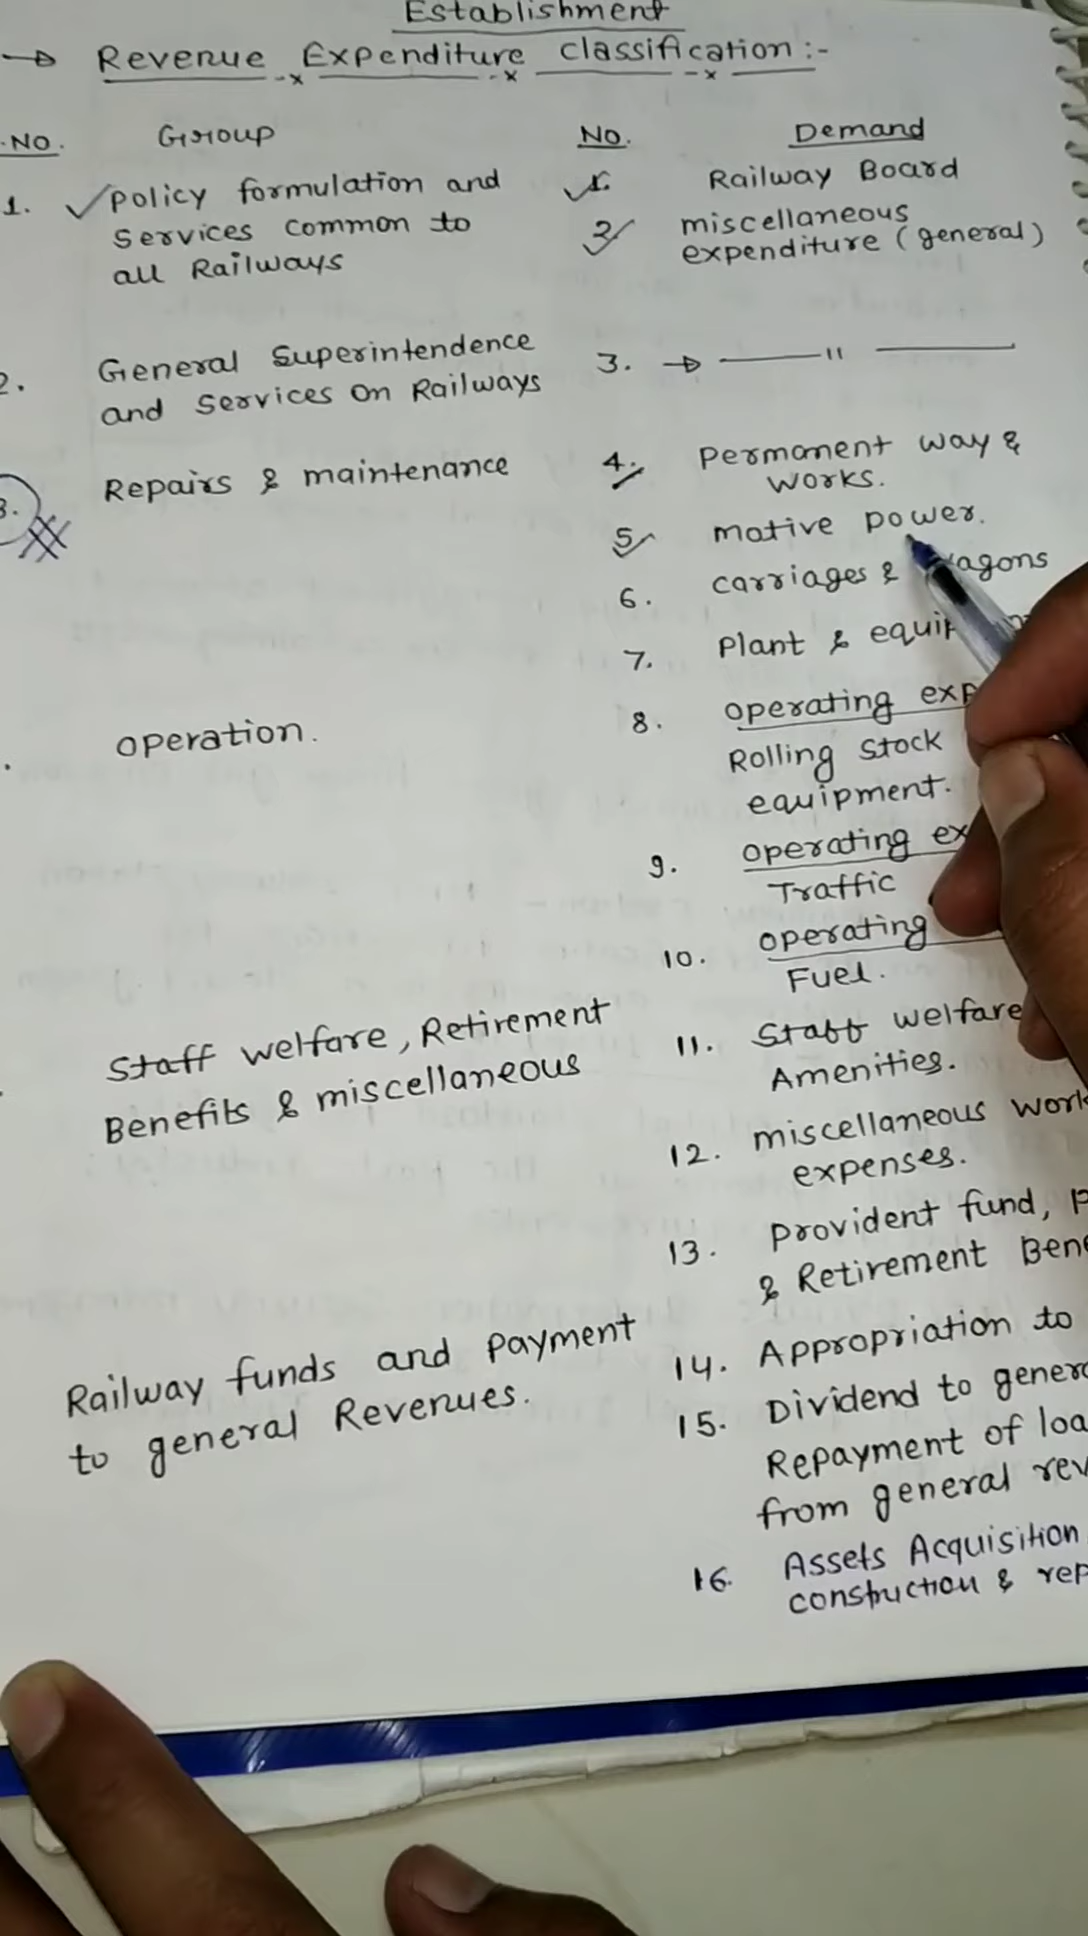 Establishment
→ Revenue Expenditure classification :-
.No. Group No. Demand
1. ✓ policy formulation and
Services common to
all Railways
1. Railway Board
2. miscellaneous
expenditure (general)
2. General Superintendence
and Services on Railways
3. → —— 11 ——
3. Repairs & maintenance
4. Permanent way &
works.
5. motive power.
6. carriages & wagons
7. Plant &
operation.
8. operating
Rolling Stock
equipment.
9. operating
Traffic
10. operating
Fuel.
Staff welfare, Retirement
Benefits & miscellaneous
11. Staff welfare
Amenities.
12. miscellaneous
expenses.
13. provident fund,
& Retirement
Railway funds and payment
to general Revenues.
14. Appropriation to
15. Dividend to
Repayment of
from general
16. Assets Acquisition
construction &